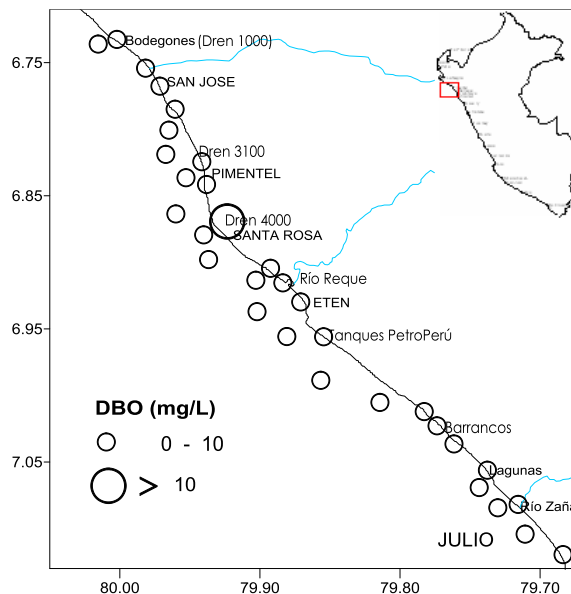 Bodegones (Dren 1000)
6.75
SAN JOSE
Dren 3100
PIMENTEL
6.85
Dren 4000
SANTA ROSA
Río Reque
ETEN
6.95
Tanques PetroPerú
DBO (mg/L)
0 - 10
> 10
Barrancos
7.05
Lagunas
Río Zaña
JULIO
80.00 79.90 79.80 79.70